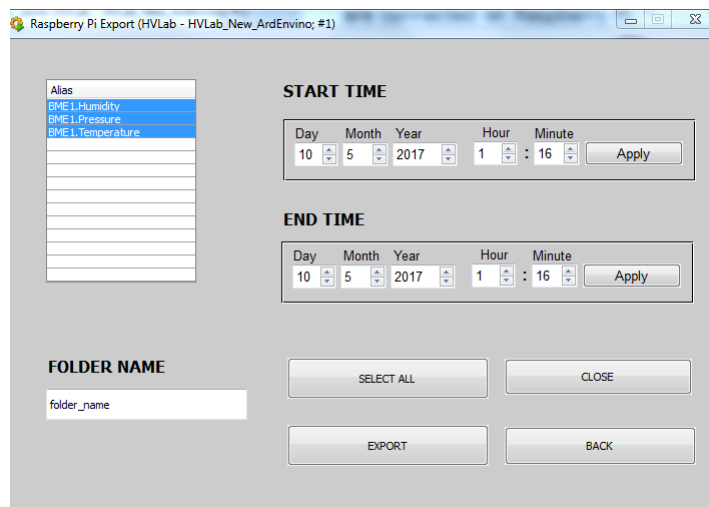 Raspberry Pi Export (HVLab - HVLab_New_ArdEnvino; #1)
Alias
BME1.Humidity
BME1.Pressure
BME1.Temperature
START TIME
Day Month Year Hour Minute
10 5 2017 1 : 16 Apply
END TIME
Day Month Year Hour Minute
10 5 2017 1 : 16 Apply
FOLDER NAME
folder_name
SELECT ALL
CLOSE
EXPORT
BACK